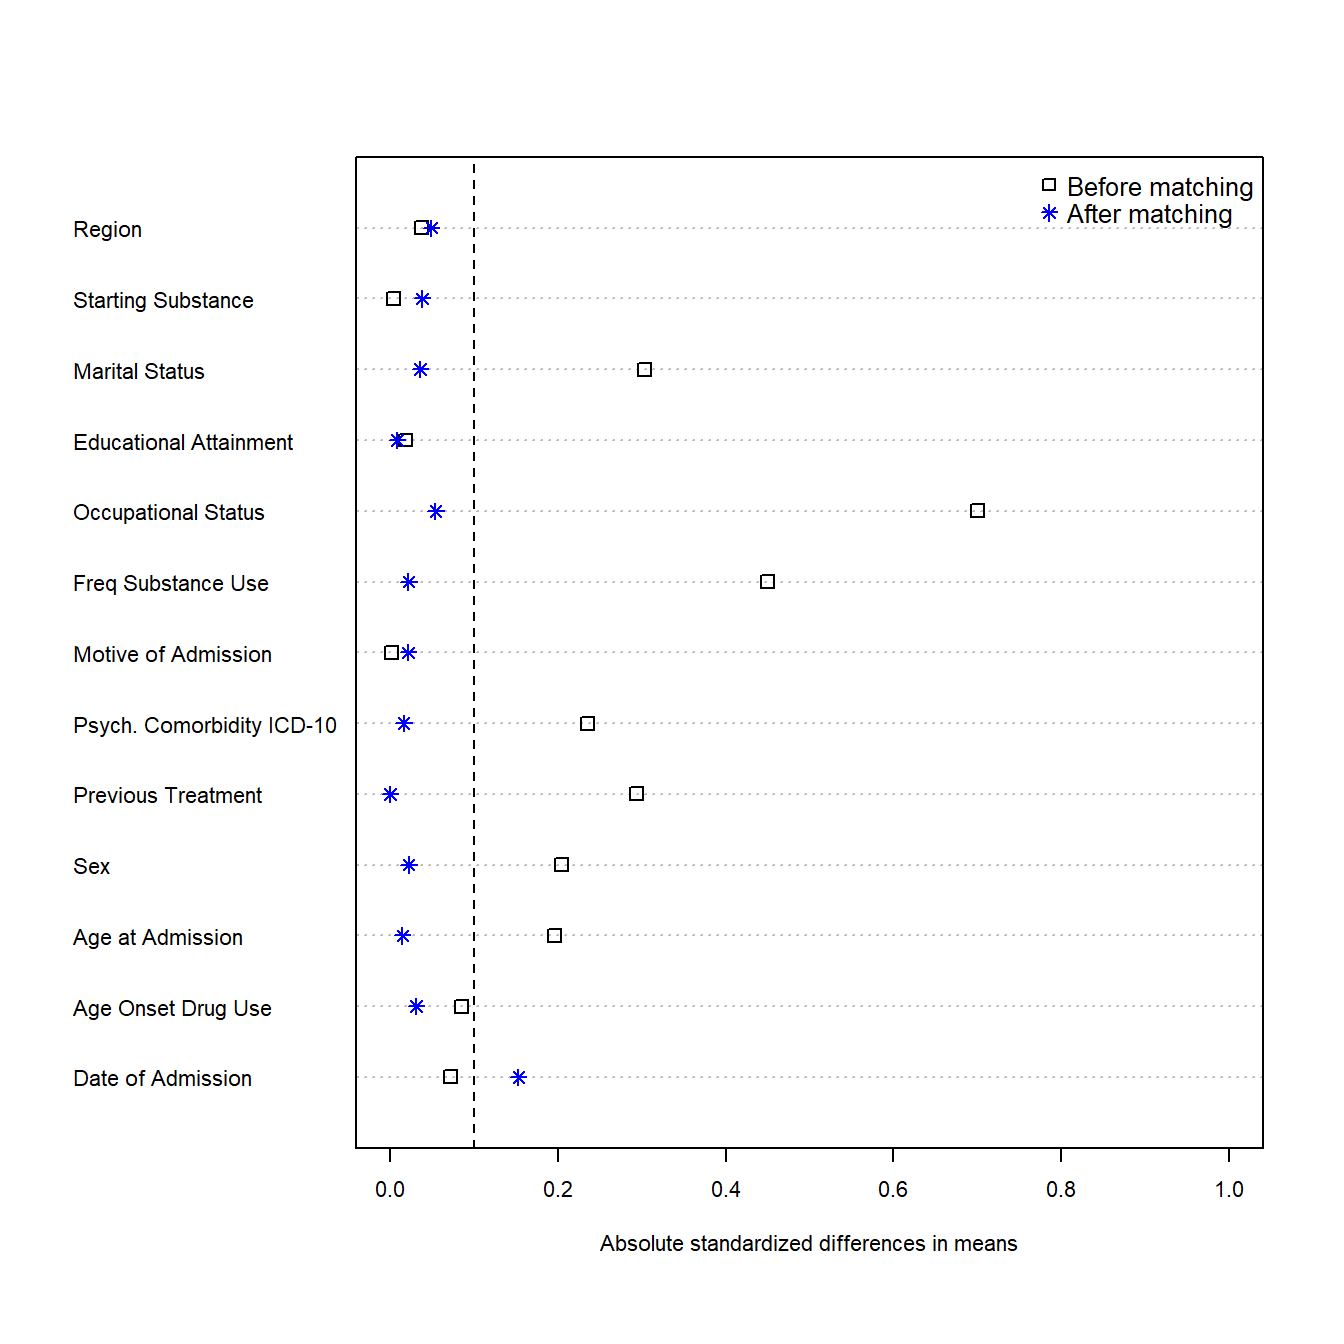 Before matching
After matching
Region
Starting Substance
Marital Status
Educational Attainment
Occupational Status
Freq Substance Use
Motive of Admission
Psych. Comorbidity ICD-10
Previous Treatment
Sex
Age at Admission
Age Onset Drug Use
Date of Admission
0.0 0.2 0.4 0.6 0.8 1.0
Absolute standardized differences in means